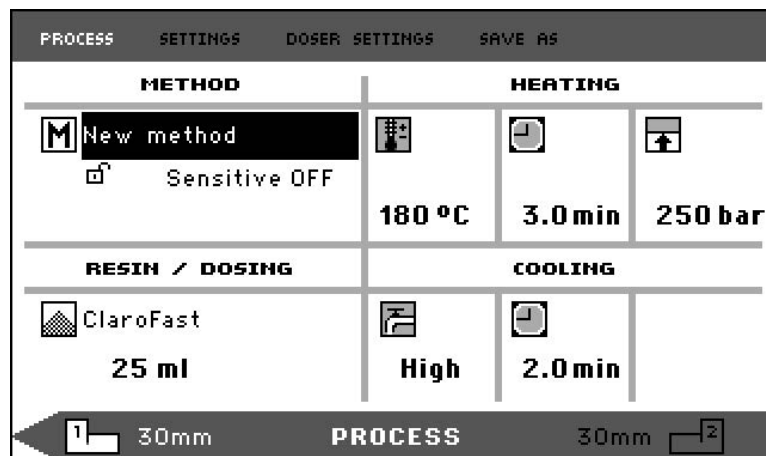 PROCESS SETTINGS DOSER SETTINGS SAVE AS
METHOD HEATING
M New method
Sensitive OFF
180 ºC 3.0 min 250 bar
RESIN / DOSING COOLING
ClaroFast
25 ml High 2.0 min
1 30mm PROCESS 30mm 2